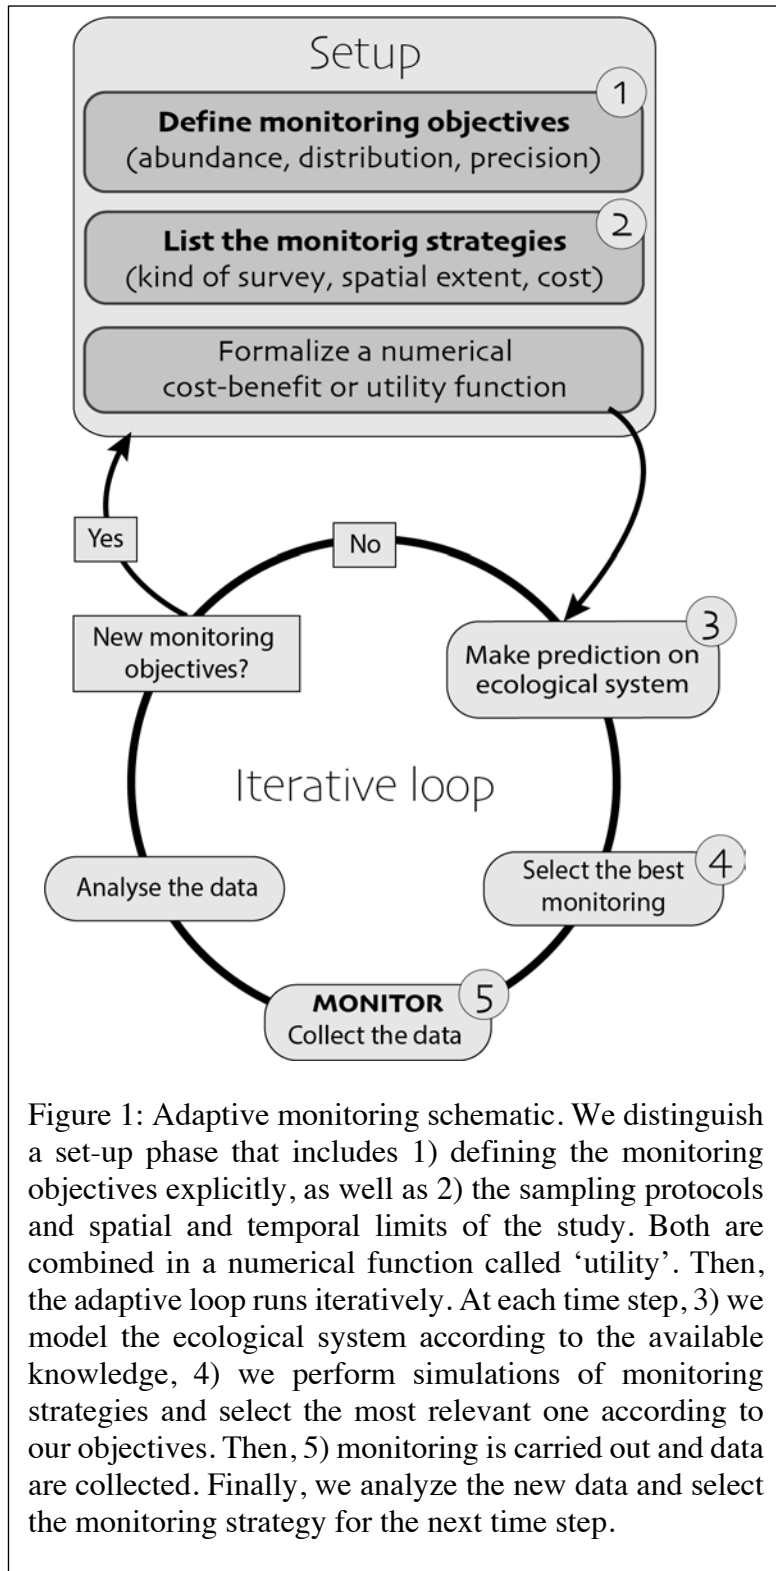 Setup
1
Define monitoring objectives
(abundance, distribution, precision)
2
List the monitorig strategies
(kind of survey, spatial extent, cost)
Formalize a numerical
cost-benefit or utility function
Yes
No
New monitoring
objectives?
3
Make prediction on
ecological system
Iterative loop
Analyse the data
4
Select the best
monitoring
5
MONITOR
Collect the data
Figure 1: Adaptive monitoring schematic. We distinguish
a set-up phase that includes 1) defining the monitoring
objectives explicitly, as well as 2) the sampling protocols
and spatial and temporal limits of the study. Both are
combined in a numerical function called ‘utility’. Then,
the adaptive loop runs iteratively. At each time step, 3) we
model the ecological system according to the available
knowledge, 4) we perform simulations of monitoring
strategies and select the most relevant one according to
our objectives. Then, 5) monitoring is carried out and data
are collected. Finally, we analyze the new data and select
the monitoring strategy for the next time step.